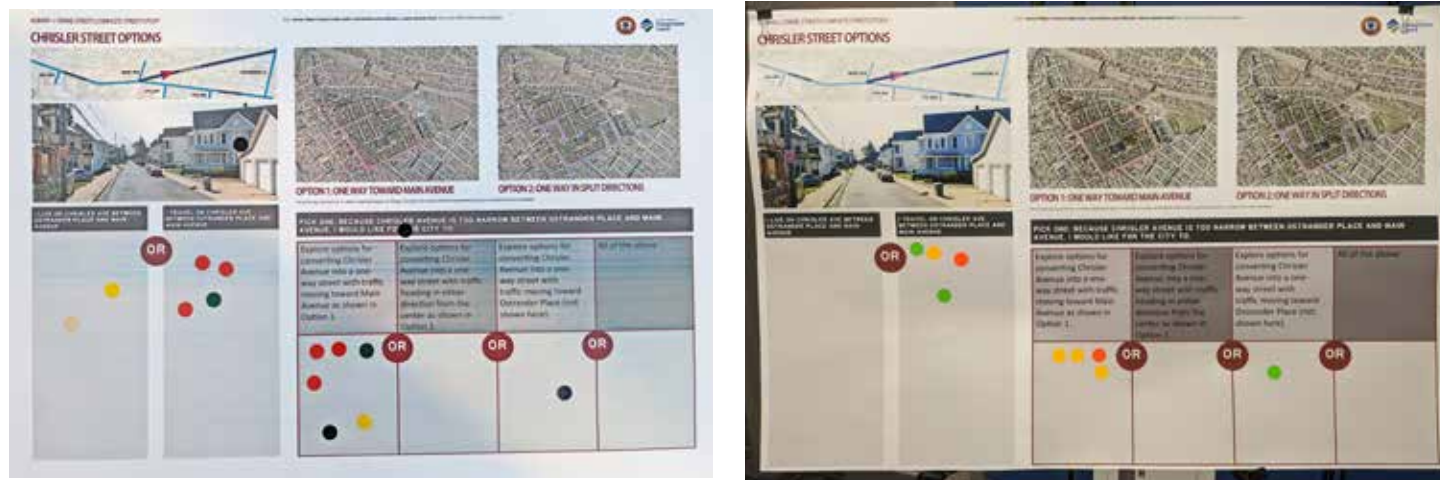 CHRISLER STREET OPTIONS
OPTION 1: ONE WAY TOWARD MAIN AVENUE
OPTION 2: ONE WAY IN SPLIT DIRECTIONS
I LIVE ON CHRISLER AVE BETWEEN
OSTRANDER PLACE AND MAIN
AVENUE
I TRAVEL ON CHRISLER AVE
BETWEEN OSTRANDER PLACE AND
MAIN AVENUE
OR
PICK ONE: BECAUSE CHRISLER AVENUE IS TOO NARROW BETWEEN OSTRANDER PLACE AND MAIN
AVENUE, I WOULD LIKE FOR THE CITY TO:
Explore options for
converting Chrisler
Avenue into a one-
way street with traffic
moving toward Main
Avenue as shown in
Option 1.
Explore options for
converting Chrisler
Avenue into a one-
way street with traffic
heading in either
direction from the
center as shown in
Option 2.
Explore options for
converting Chrisler
Avenue into a one-
way street with
traffic moving toward
Ostrander Place (not
shown here).
All of the above
OR
OR
OR
CHRISLER STREET OPTIONS
OPTION 1: ONE WAY TOWARD MAIN AVENUE
OPTION 2: ONE WAY IN SPLIT DIRECTIONS
I LIVE ON CHRISLER AVE BETWEEN
OSTRANDER PLACE AND MAIN
AVENUE
I TRAVEL ON CHRISLER AVE
BETWEEN OSTRANDER PLACE AND
MAIN AVENUE
OR
PICK ONE: BECAUSE CHRISLER AVENUE IS TOO NARROW BETWEEN OSTRANDER PLACE AND MAIN
AVENUE, I WOULD LIKE FOR THE CITY TO:
Explore options for
converting Chrisler
Avenue into a one-
way street with traffic
moving toward Main
Avenue as shown in
Option 1.
Explore options for
converting Chrisler
Avenue into a one-
way street with traffic
heading in either
direction from the
center as shown in
Option 2.
Explore options for
converting Chrisler
Avenue into a one-
way street with
traffic moving toward
Ostrander Place (not
shown here).
All of the above
OR
OR
OR